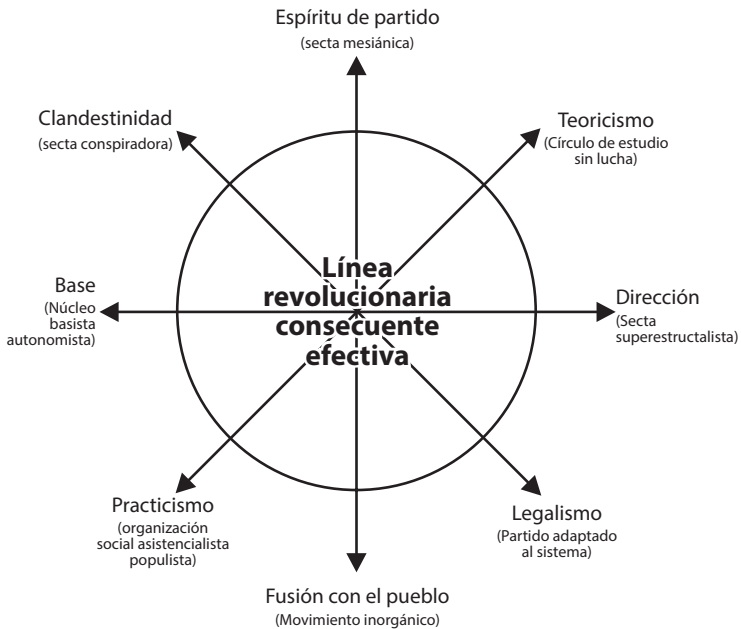 Espíritu de partido
(secta mesiánica)
Clandestinidad
(secta conspiradora)
Teoricismo
(Círculo de estudio
sin lucha)
Línea
revolucionaria
consecuente
efectiva
Base
(Núcleo
basista
autonomista)
Dirección
(Secta
superestructalista)
Practicismo
(organización
social asistencialista
populista)
Legalismo
(Partido adaptado
al sistema)
Fusión con el pueblo
(Movimiento inorgánico)